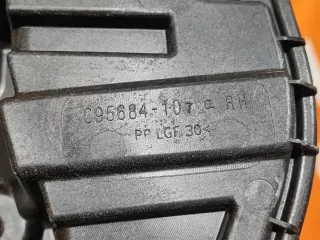 C95684-107 α RH
PP LGF 30<